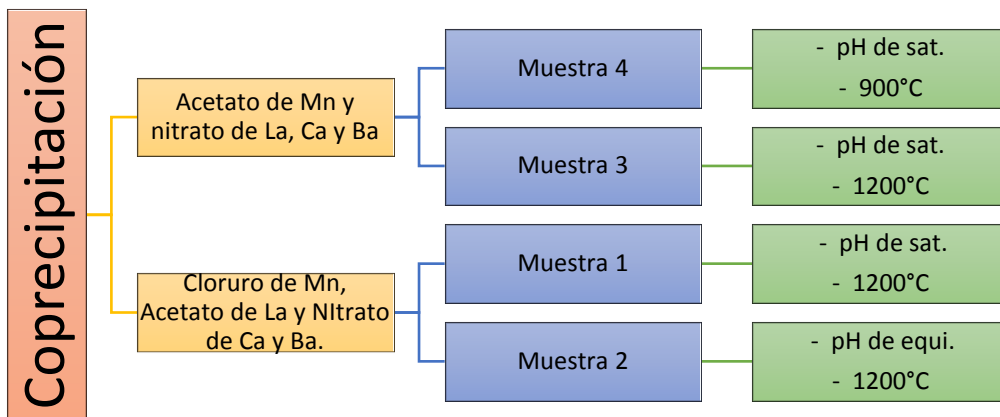 Coprecipitación
Acetato de Mn y
nitrato de La, Ca y Ba
Muestra 4
- pH de sat.
- 900°C
Muestra 3
- pH de sat.
- 1200°C
Cloruro de Mn,
Acetato de La y NItrato
de Ca y Ba.
Muestra 1
- pH de sat.
- 1200°C
Muestra 2
- pH de equi.
- 1200°C